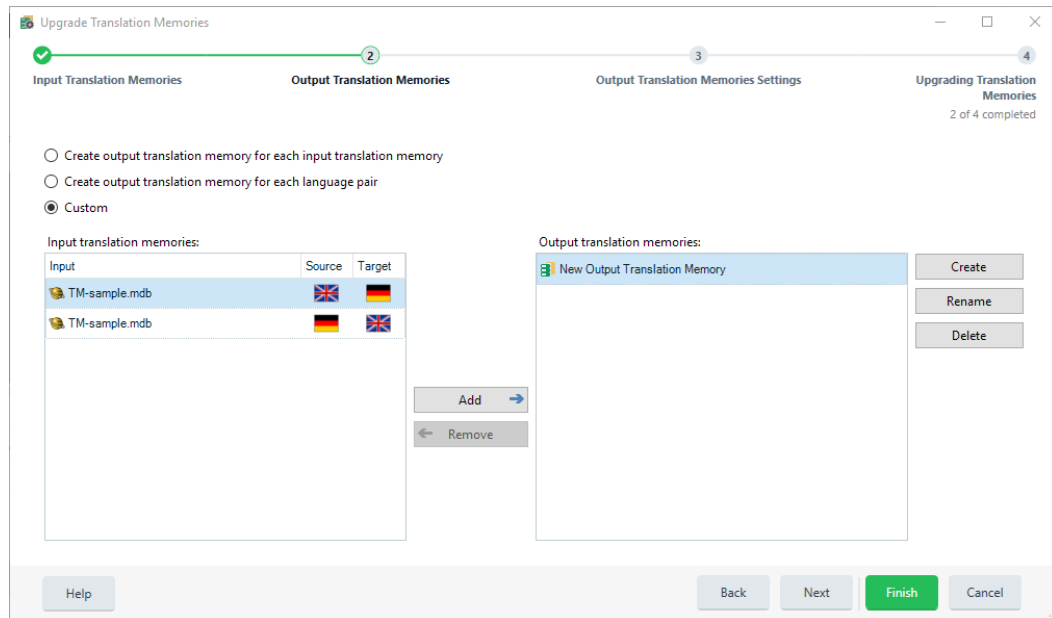 Upgrade Translation Memories
2
3
4
Input Translation Memories
Output Translation Memories
Output Translation Memories Settings
Upgrading Translation
Memories
2 of 4 completed
Create output translation memory for each input translation memory
Create output translation memory for each language pair
Custom
Input translation memories:
Output translation memories:
Input Source Target
New Output Translation Memory
Create
TM-sample.mdb
Rename
TM-sample.mdb
Delete
Add
Remove
Help
Back
Next
Finish
Cancel